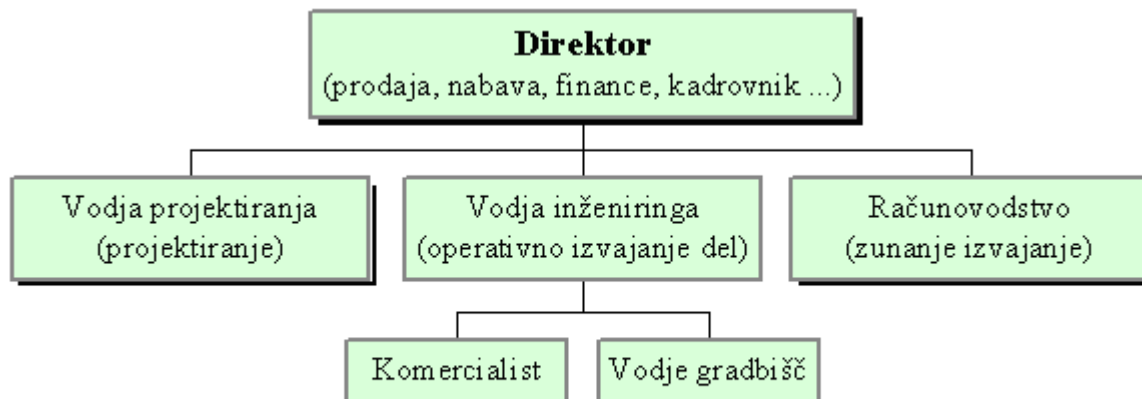 Direktor
(prodaja, nabava, finance, kadrovnik ...)
Vodja projektiranja
(projektiranje)
Vodja inženiringa
(operativno izvajanje del)
Računovodstvo
(zunanje izvajanje)
Komercialist
Vodje gradbišč